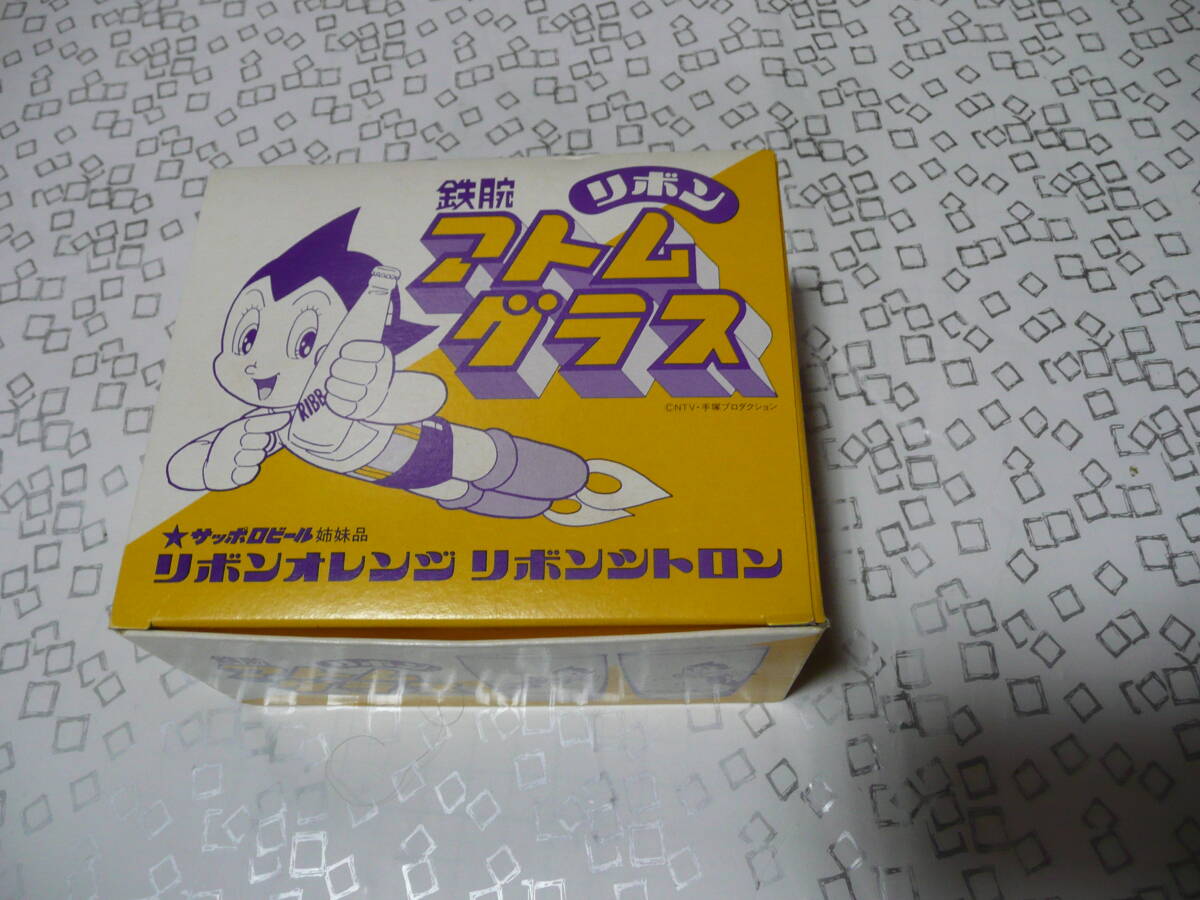 リボン
鉄腕
アトム
グラス
©NTV・手塚プロダクション
RIBB
★サッポロビール 姉妹品
リボンオレンジ リボンシトロン